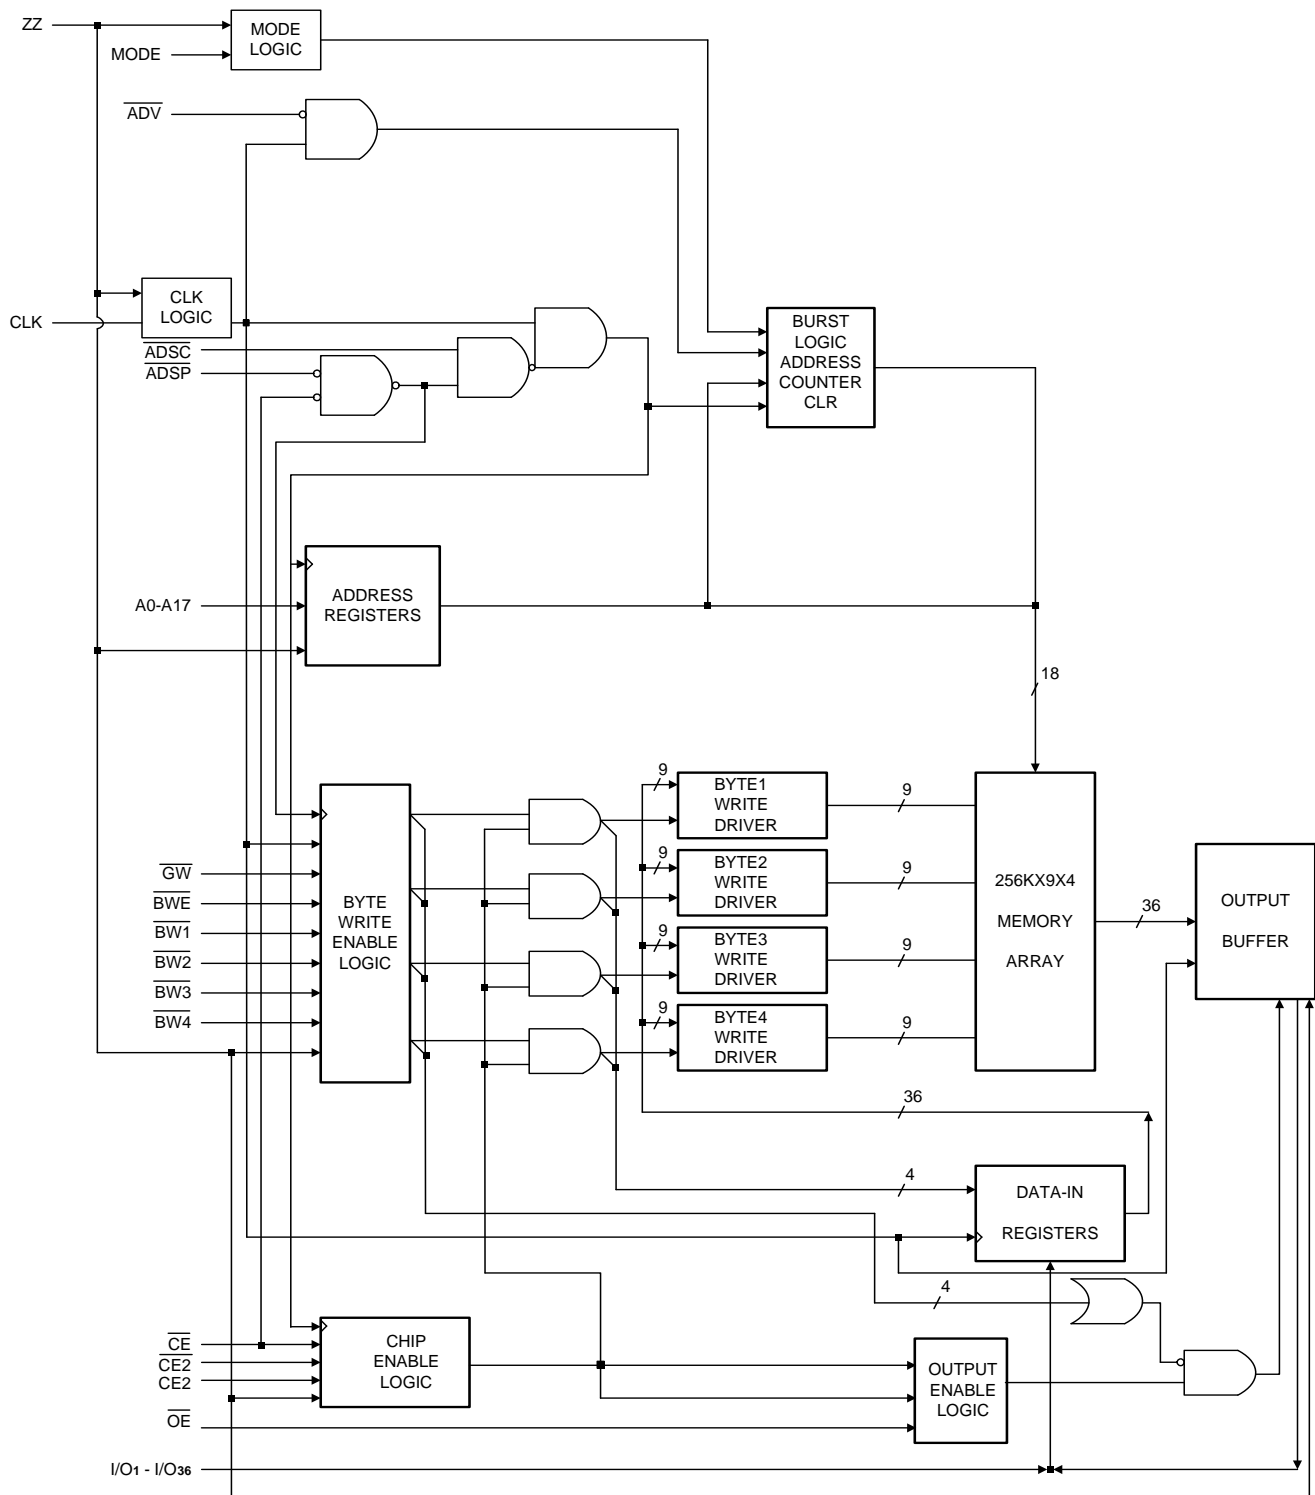 ZZ
MODE
MODE
LOGIC
ADV
CLK
CLK
LOGIC
ADSC
ADSP
BURST
LOGIC
ADDRESS
COUNTER
CLR
A0-A17
ADDRESS
REGISTERS
18
GW
BWE
BW1
BW2
BW3
BW4
BYTE
WRITE
ENABLE
LOGIC
9
BYTE1
WRITE
DRIVER
9
9
BYTE2
WRITE
DRIVER
9
9
BYTE3
WRITE
DRIVER
9
9
BYTE4
WRITE
DRIVER
9
256KX9X4
MEMORY
ARRAY
36
OUTPUT
BUFFER
36
4
DATA-IN
REGISTERS
4
CE
CE2
CE2
CHIP
ENABLE
LOGIC
OE
OUTPUT
ENABLE
LOGIC
I/O1 - I/O36